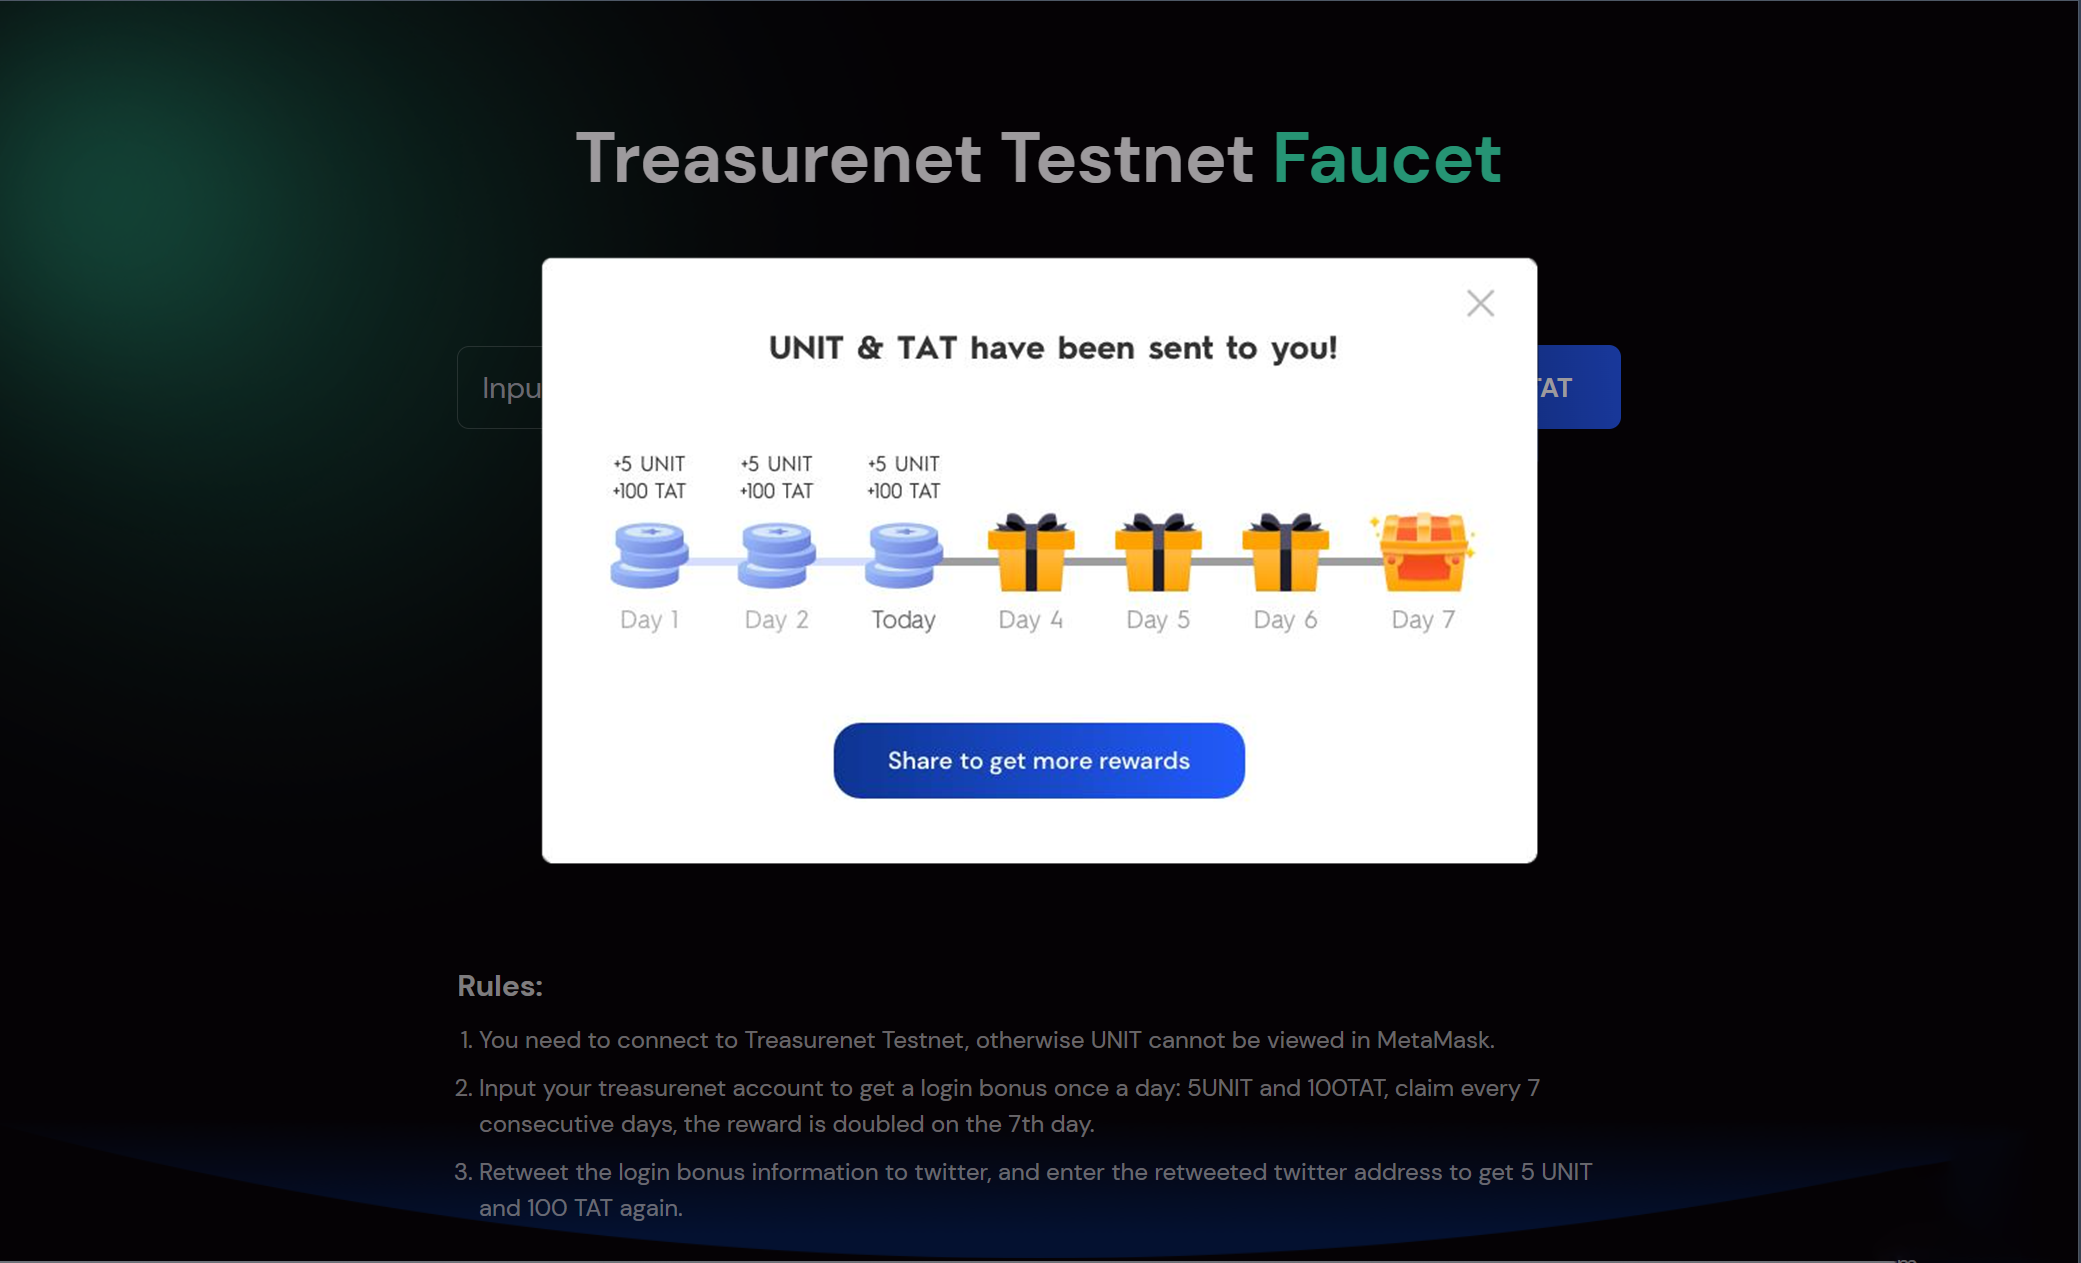 Treasurenet Testnet Faucet
UNIT & TAT have been sent to you!
Inpu
TAT
+5 UNIT +5 UNIT +5 UNIT
+100 TAT +100 TAT +100 TAT
Day 1 Day 2 Today Day 4 Day 5 Day 6 Day 7
Share to get more rewards
Rules:
1. You need to connect to Treasurenet Testnet, otherwise UNIT cannot be viewed in MetaMask.
2. Input your treasurenet account to get a login bonus once a day: 5UNIT and 100TAT, claim every 7
consecutive days, the reward is doubled on the 7th day.
3. Retweet the login bonus information to twitter, and enter the retweeted twitter address to get 5 UNIT
and 100 TAT again.